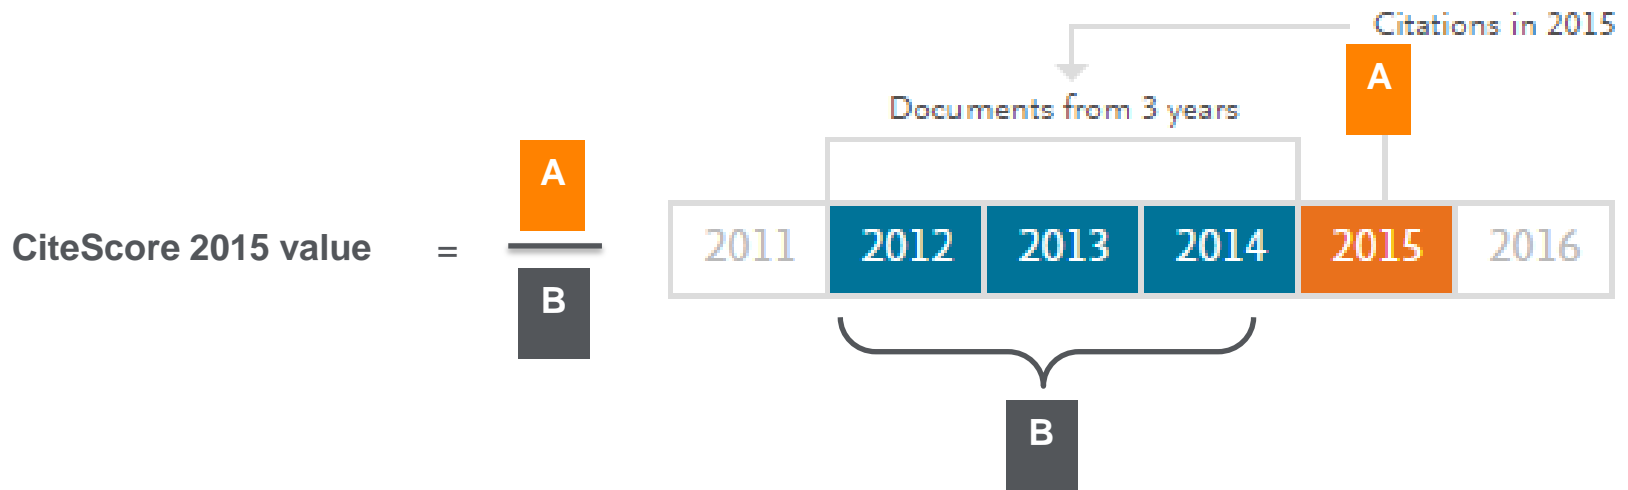 Citations in 2015
A
Documents from 3 years
A
CiteScore 2015 value =
B
2011 2012 2013 2014 2015 2016
B